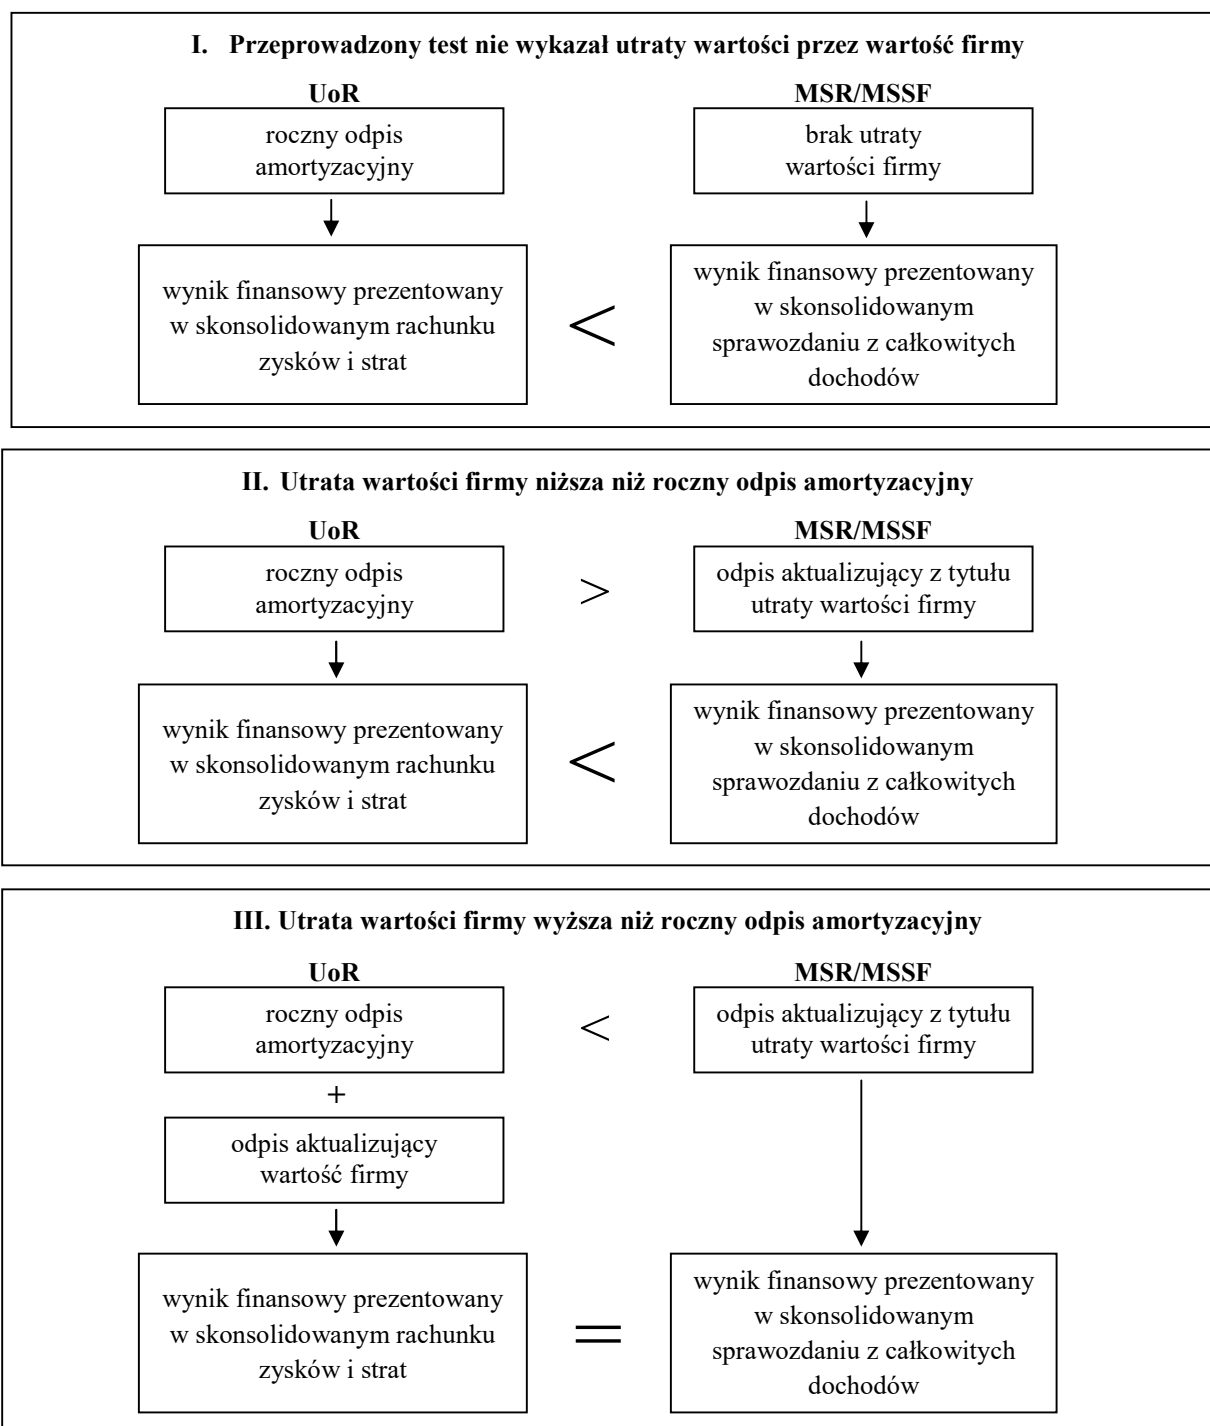 I. Przeprowadzony test nie wykazał utraty wartości przez wartość firmy
UoR
MSR/MSSF
roczny odpis
amortyzacyjny
brak utraty
wartości firmy
wynik finansowy prezentowany
w skonsolidowanym rachunku
zysków i strat
<
wynik finansowy prezentowany
w skonsolidowanym
sprawozdaniu z całkowitych
dochodów
II. Utrata wartości firmy niższa niż roczny odpis amortyzacyjny
UoR
MSR/MSSF
roczny odpis
amortyzacyjny
>
odpis aktualizujący z tytułu
utraty wartości firmy
wynik finansowy prezentowany
w skonsolidowanym rachunku
zysków i strat
<
wynik finansowy prezentowany
w skonsolidowanym
sprawozdaniu z całkowitych
dochodów
III. Utrata wartości firmy wyższa niż roczny odpis amortyzacyjny
UoR
MSR/MSSF
roczny odpis
amortyzacyjny
<
odpis aktualizujący z tytułu
utraty wartości firmy
+
odpis aktualizujący
wartość firmy
wynik finansowy prezentowany
w skonsolidowanym rachunku
zysków i strat
=
wynik finansowy prezentowany
w skonsolidowanym
sprawozdaniu z całkowitych
dochodów